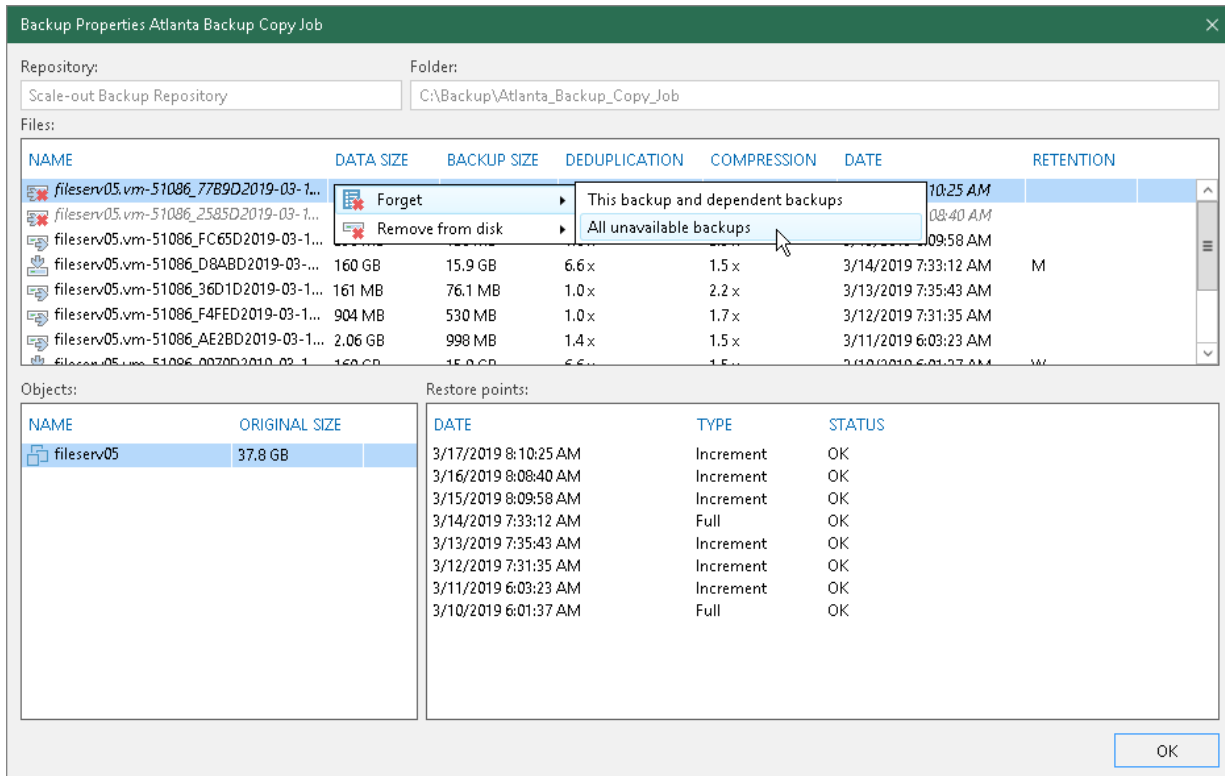 Backup Properties Atlanta Backup Copy Job
Repository: Folder:
Scale-out Backup Repository C:\Backup\Atlanta_Backup_Copy_Job
Files:
NAME DATA SIZE BACKUP SIZE DEDUPLICATION COMPRESSION DATE RETENTION
fileserv05.vm-51086_77B9D2019-03-1... 10:25 AM
Forget This backup and dependent backups
fileserv05.vm-51086_2585D2019-03-1... 08:40 AM
Remove from disk All unavailable backups
fileserv05.vm-51086_FC65D2019-03-1... 09:58 AM
fileserv05.vm-51086_D8ABD2019-03-... 160 GB 15.9 GB 6.6 x 1.5 x 3/14/2019 7:33:12 AM M
fileserv05.vm-51086_36D1D2019-03-1... 161 MB 76.1 MB 1.0 x 2.2 x 3/13/2019 7:35:43 AM
fileserv05.vm-51086_F4FED2019-03-1... 904 MB 530 MB 1.0 x 1.7 x 3/12/2019 7:31:35 AM
fileserv05.vm-51086_AE2BD2019-03-1... 2.06 GB 998 MB 1.4 x 1.5 x 3/11/2019 6:03:23 AM
Objects: Restore points:
NAME ORIGINAL SIZE DATE TYPE STATUS
fileserv05 37.8 GB 3/17/2019 8:10:25 AM Increment OK
3/16/2019 8:08:40 AM Increment OK
3/15/2019 8:09:58 AM Increment OK
3/14/2019 7:33:12 AM Full OK
3/13/2019 7:35:43 AM Increment OK
3/12/2019 7:31:35 AM Increment OK
3/11/2019 6:03:23 AM Increment OK
3/10/2019 6:01:37 AM Full OK
OK